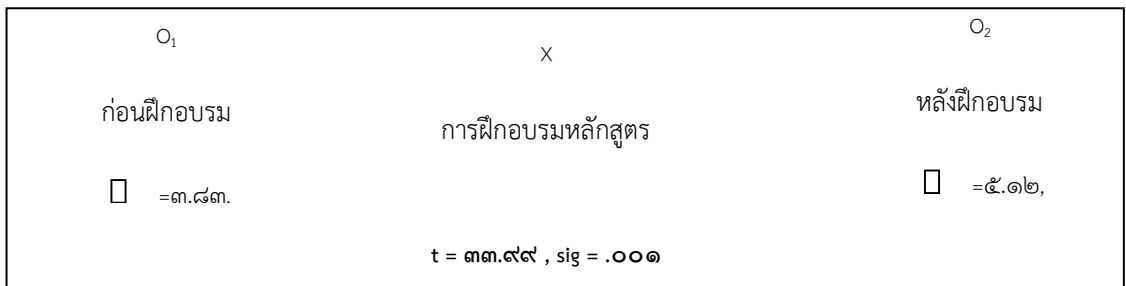 O₁ X O₂
ก่อนฝึกอบรม การฝึกอบรมหลักสูตร หลังฝึกอบรม
=๓.๘๓. =๕.๑๒,
t = ๓๓.๙๙ , sig = .๐๐๑